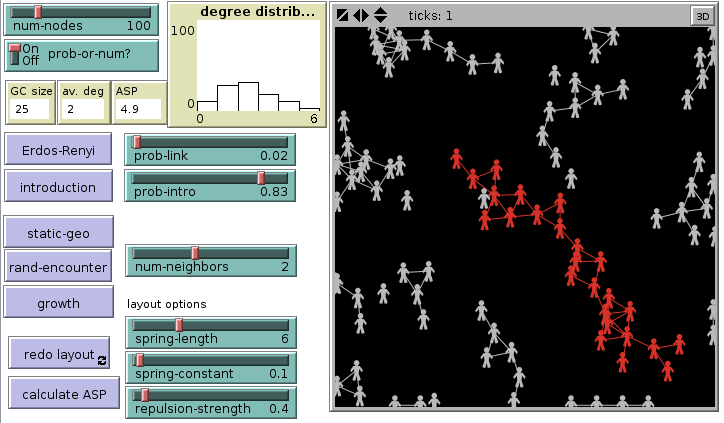 num-nodes 100
On
Off
prob-or-num?
GC size
25
av. deg
2
ASP
4.9
degree distrib...
100
0
0 6
Erdos-Renyi
introduction
static-geo
rand-encounter
growth
redo layout
calculate ASP
prob-link 0.02
prob-intro 0.83
num-neighbors 2
layout options
spring-length 6
spring-constant 0.1
repulsion-strength 0.4
ticks: 1
3D